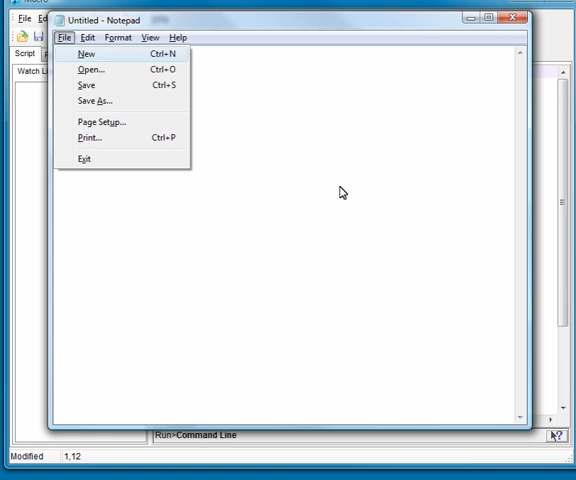 Untitled - Notepad
File Edit Format View Help
New Ctrl+N
Open... Ctrl+O
Save Ctrl+S
Save As...
Page Setup...
Print... Ctrl+P
Exit
File
Script
Run>Command Line
Modified 1,12